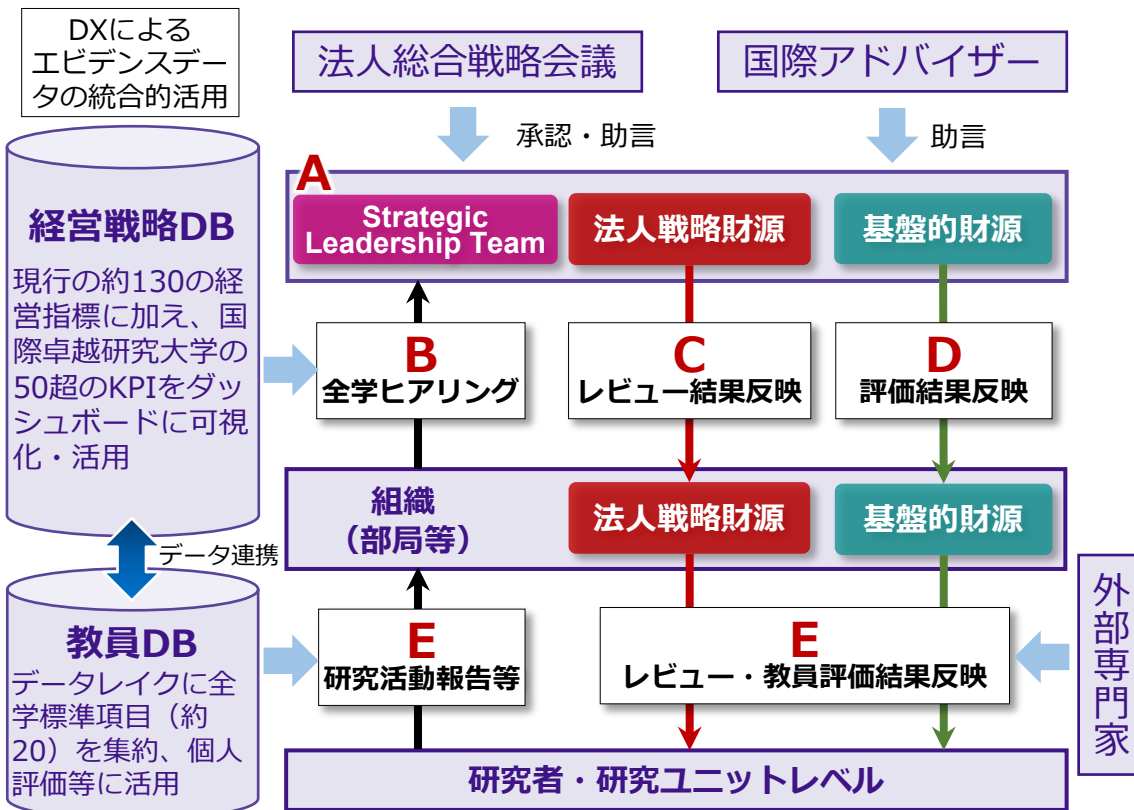 DXによる
エビデンスデー
タの統合的活用
法人総合戦略会議
国際アドバイザー
承認・助言
助言
経営戦略DB
現行の約130の経
営指標に加え、国
際卓越研究大学の
50超のKPIをダッ
シュボードに可視
化・活用
A
Strategic
Leadership Team
法人戦略財源
基盤的財源
B
全学ヒアリング
C
レビュー結果反映
D
評価結果反映
組織
（部局等）
法人戦略財源
基盤的財源
データ連携
教員DB
データレイクに全
学標準項目（約
20）を集約、個人
評価等に活用
E
研究活動報告等
E
レビュー・教員評価結果反映
外部専門家
研究者・研究ユニットレベル